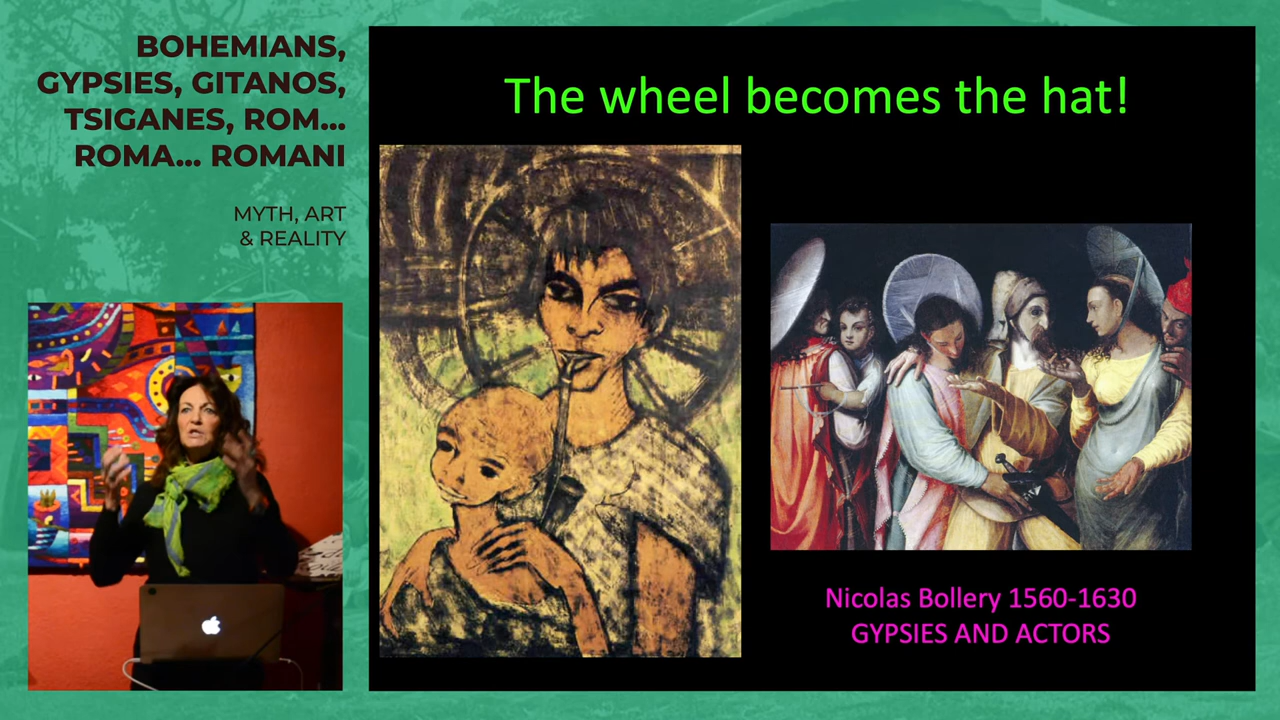 BOHEMIANS,
GYPSIES, GITANOS,
TSIGANES, ROM...
ROMA... ROMANI
MYTH, ART
& REALITY
The wheel becomes the hat!
Nicolas Bollery 1560-1630
GYPSIES AND ACTORS